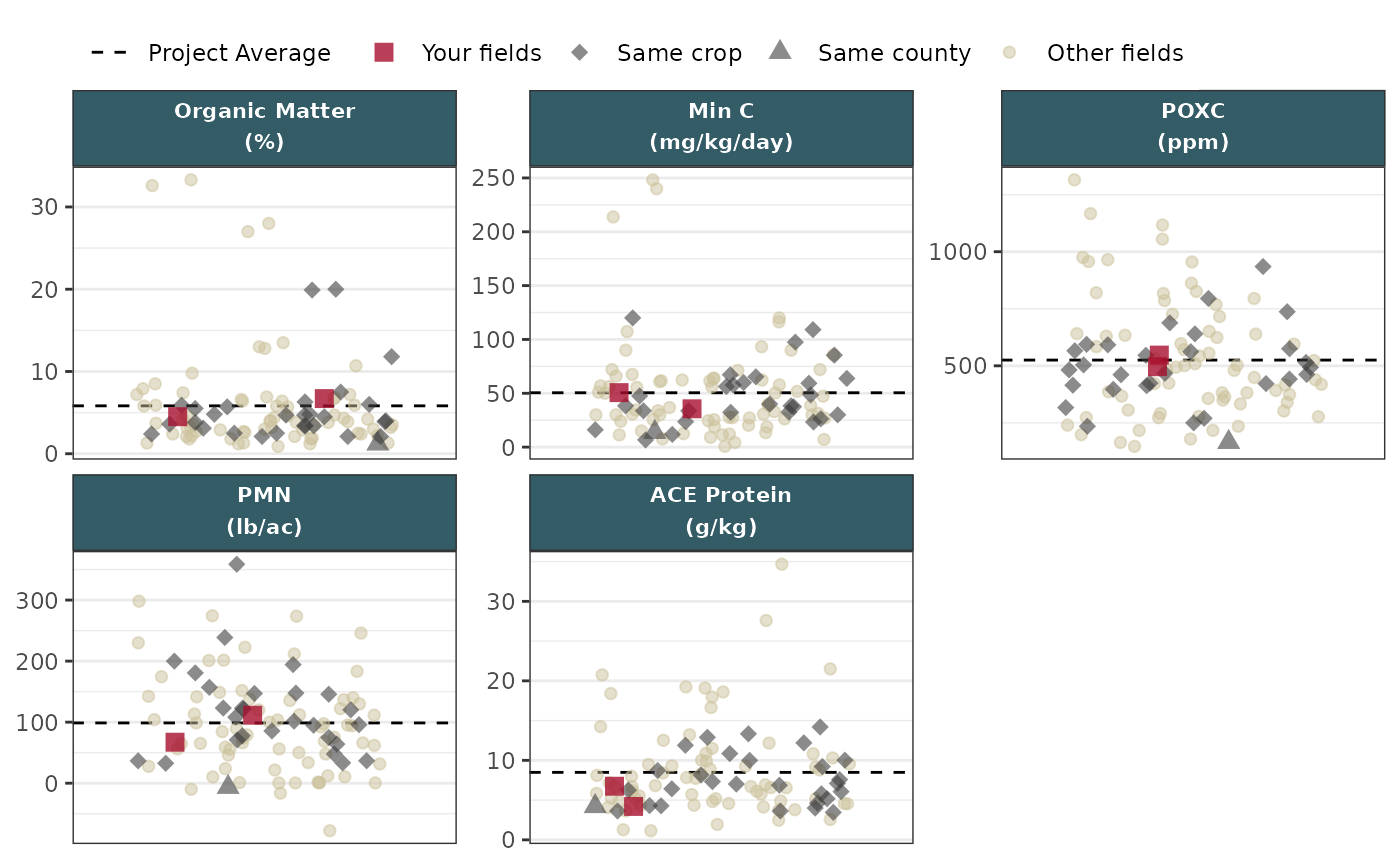 Project Average Your fields Same crop Same county Other fields
Organic Matter
(%)
Min C
(mg/kg/day)
POXC
(ppm)
30
20
10
0
250
200
150
100
50
0
1000
500
PMN
(lb/ac)
ACE Protein
(g/kg)
300
200
100
0
30
20
10
0